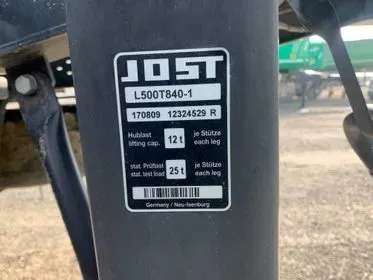 JOST
L500T840-1
170809 12324529 R
Hublast 12 t je Stütze
lifting cap. each leg
stat. Prüflast 25 t je Stütze
stat. test load each leg
Germany / Neu-Isenburg